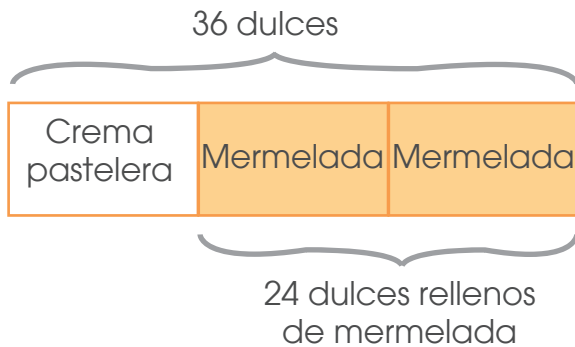 36 dulces
Crema
pastelera
Mermelada
Mermelada
24 dulces rellenos
de mermelada